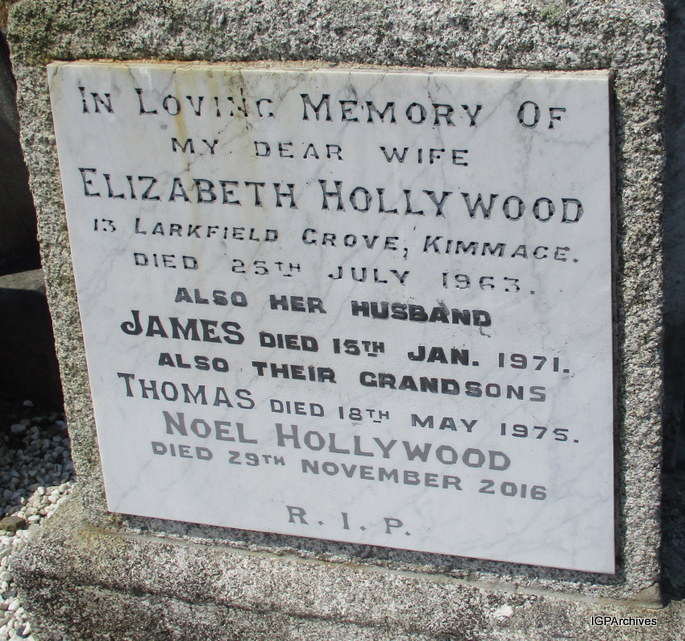 In Loving Memory Of
MY DEAR WIFE
Elizabeth Hollywood
13 Larkfield Grove, Kimmage.
DIED 25TH JULY 1963.
ALSO HER HUSBAND
JAMES DIED 15TH JAN. 1971.
ALSO THEIR GRANDSONS
THOMAS DIED 18TH MAY 1975.
NOEL HOLLYWOOD
DIED 29TH NOVEMBER 2016
R.I.P.
IGPArchives